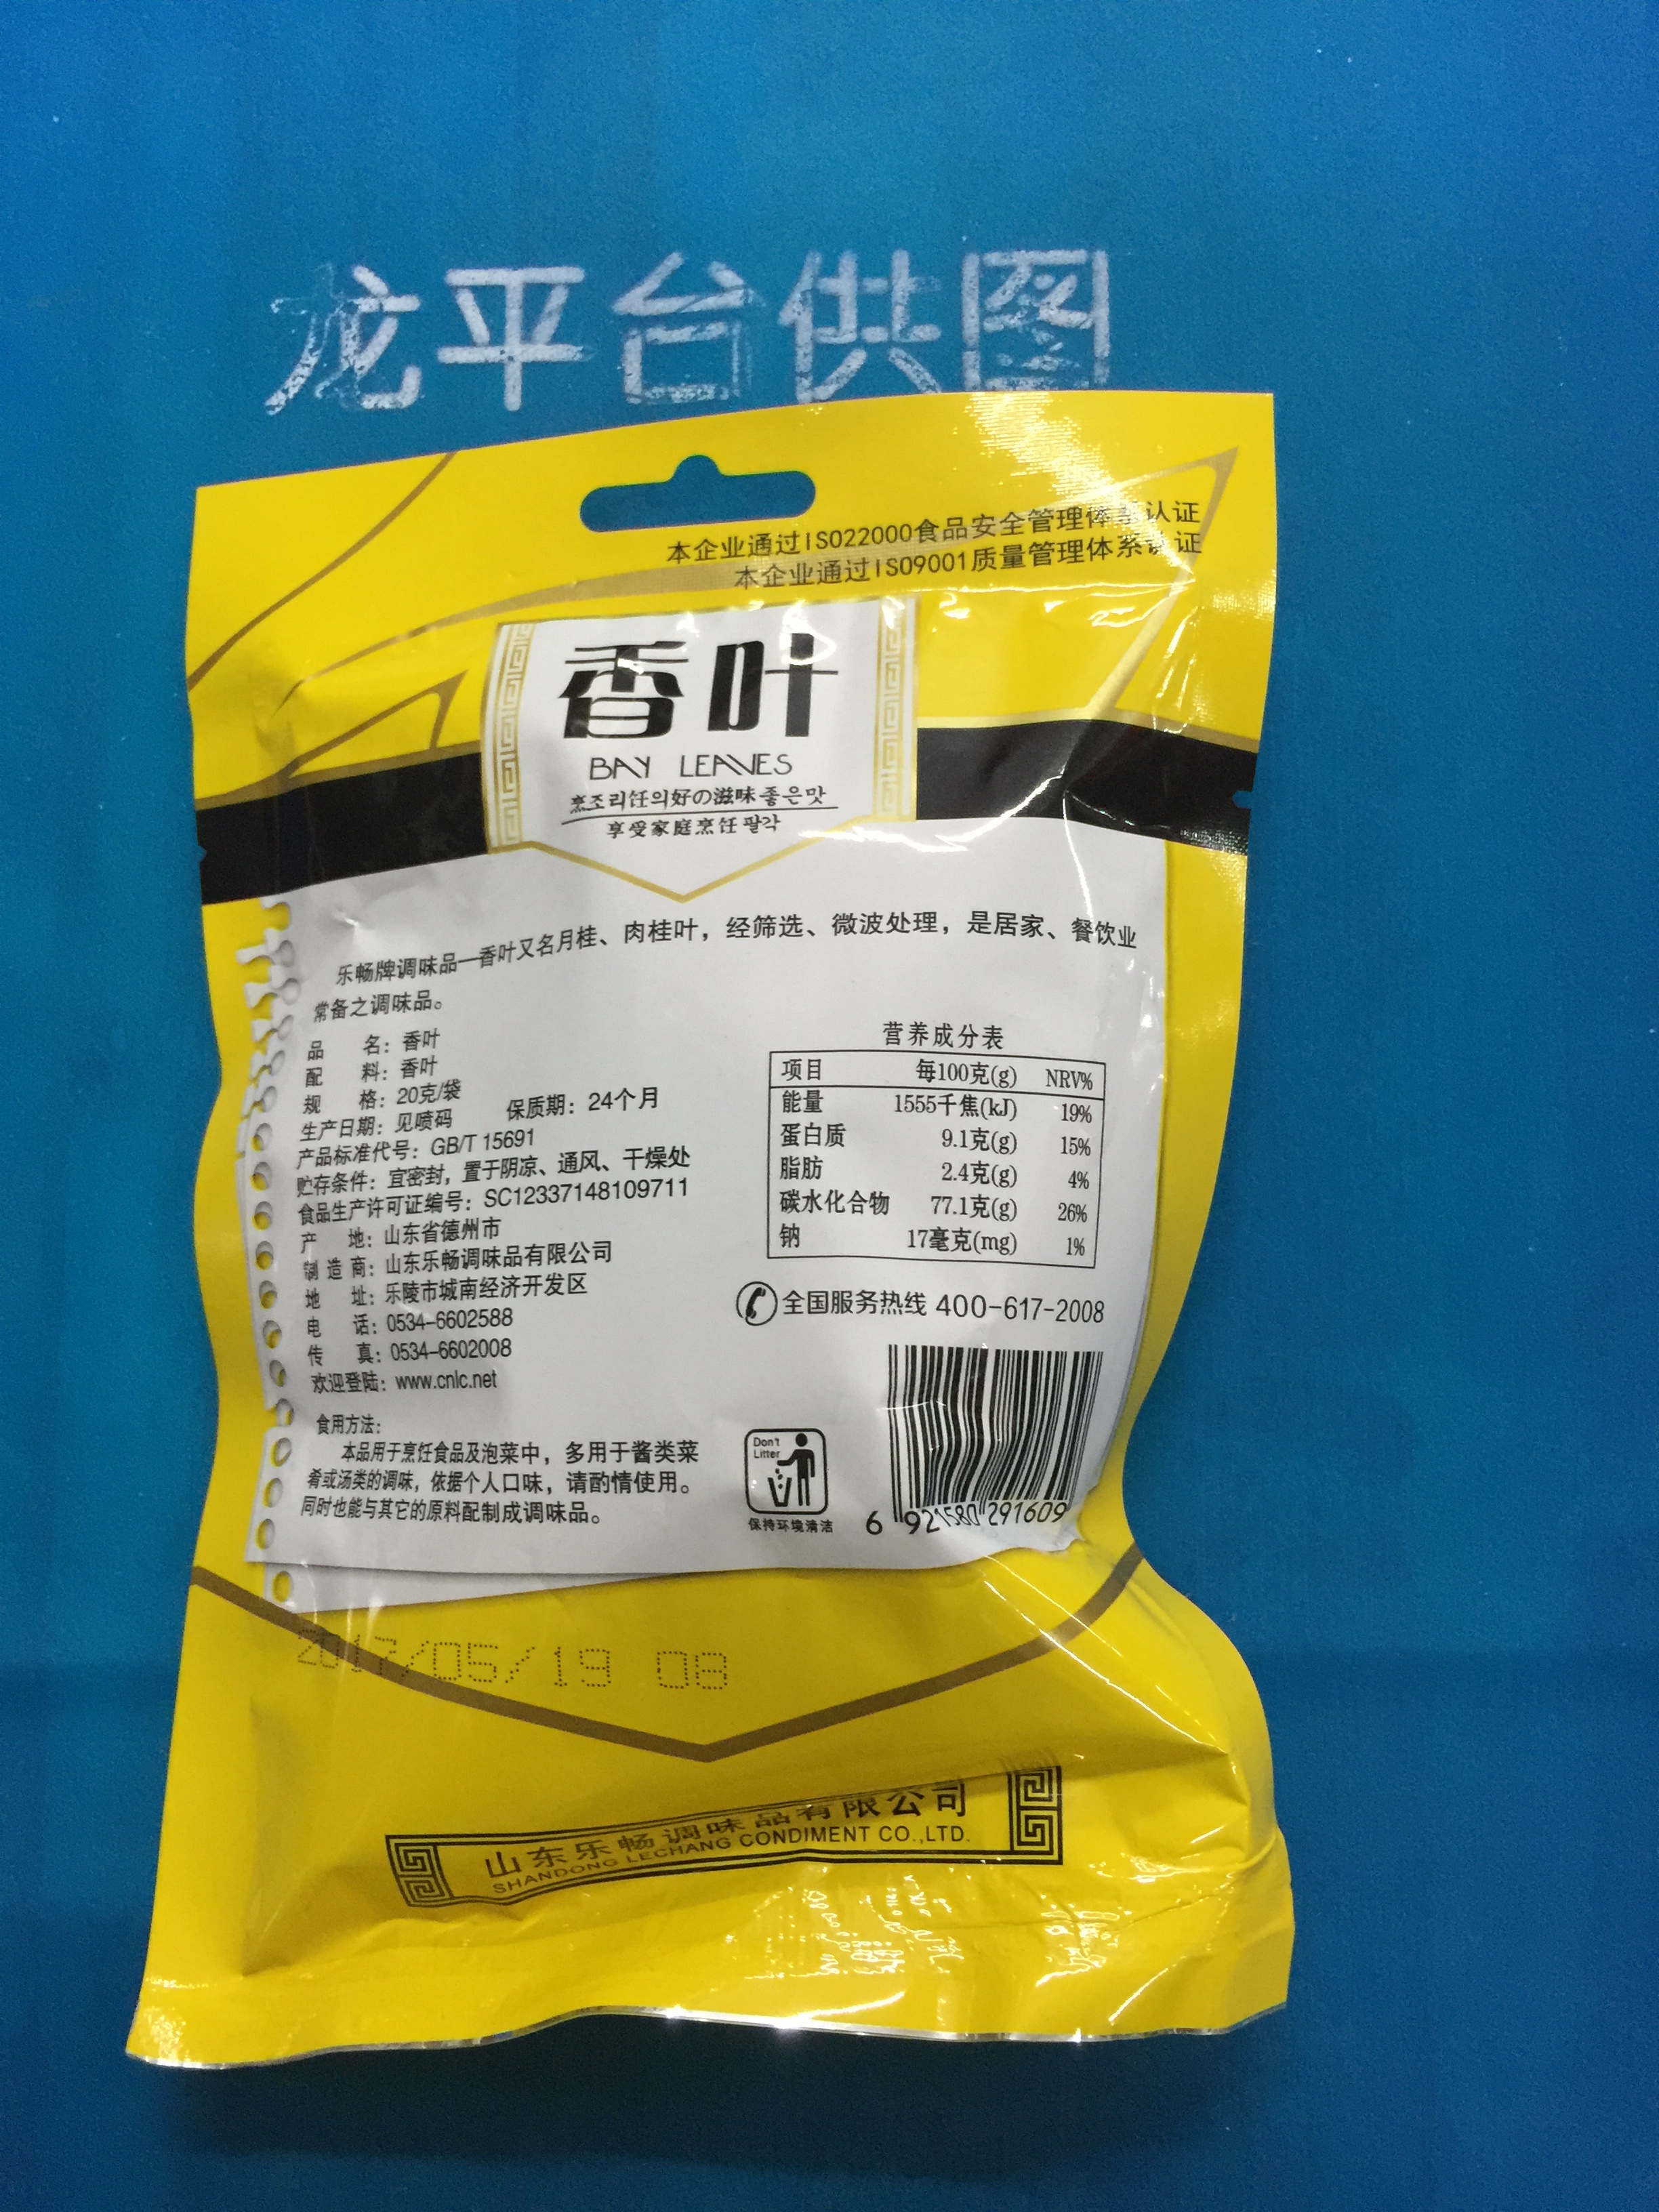 龙平台供图
本企业通过ISO22000食品安全管理体系认证
本企业通过ISO9001质量管理体系认证
香叶
BAY LEAVES
烹조리饪의好の滋味좋은맛
享受家庭烹饪팔각
乐畅牌调味品—香叶又名月桂、肉桂叶，经筛选、微波处理，是居家、餐饮业
常备之调味品。
品 名：香叶
配 料：香叶
规 格：20克/袋
生产日期：见喷码 保质期：24个月
产品标准代号：GB/T 15691
贮存条件：宜密封，置于阴凉、通风、干燥处
食品生产许可证编号：SC12337148109711
产 地：山东省德州市
制 造 商：山东乐畅调味品有限公司
地 址：乐陵市城南经济开发区
电 话：0534-6602588
传 真：0534-6602008
欢迎登陆：www.cnlc.net
食用方法：
本品用于烹饪食品及泡菜中，多用于酱类菜
肴或汤类的调味，依据个人口味，请酌情使用。
同时也能与其它的原料配制成调味品。
营养成分表
项目 每100克(g) NRV%
能量 1555千焦(kJ) 19%
蛋白质 9.1克(g) 15%
脂肪 2.4克(g) 4%
碳水化合物 77.1克(g) 26%
钠 17毫克(mg) 1%
全国服务热线 400-617-2008
Don't
Litter
保持环境清洁
6 921580 291609
2017/05/19 08
山东乐畅调味品有限公司
SHANDONG LECHANG CONDIMENT CO.,LTD.